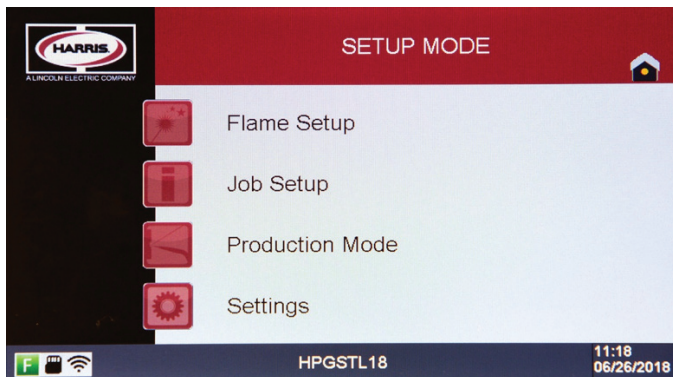 HARRIS
A LINCOLN ELECTRIC COMPANY
SETUP MODE
Flame Setup
Job Setup
Production Mode
Settings
F
HPGSTL18
11:18
06/26/2018